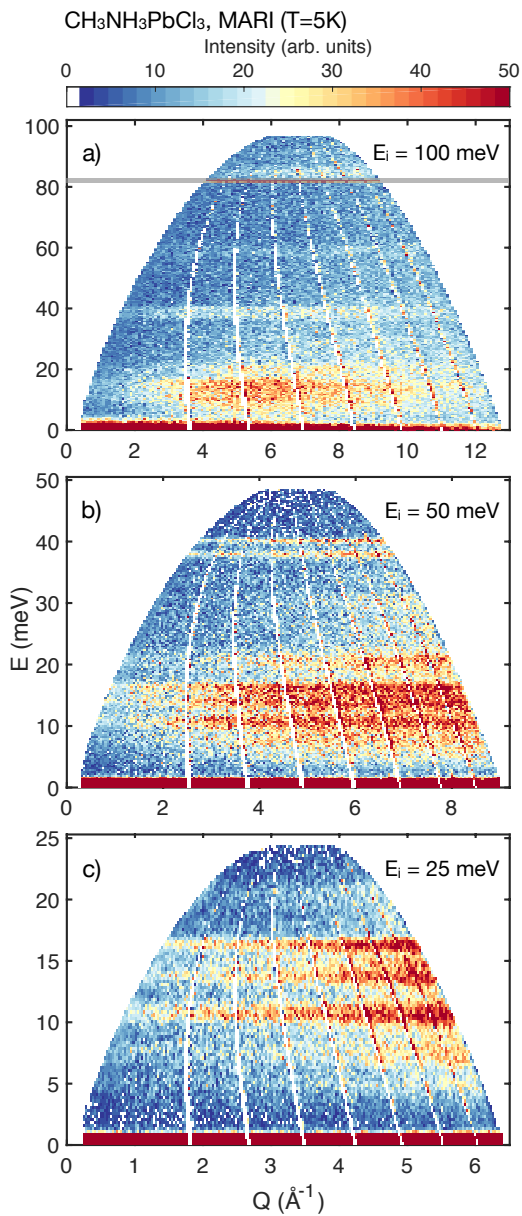 CH₃NH₃PbCl₃, MARI (T=5K)
Intensity (arb. units)
0 10 20 30 40 50
a)
Eᵢ = 100 meV
100
80
60
40
20
0
0 2 4 6 8 10 12
b)
Eᵢ = 50 meV
50
40
30
20
10
0
E (meV)
0 2 4 6 8
c)
Eᵢ = 25 meV
25
20
15
10
5
0
0 1 2 3 4 5 6
Q (Å⁻¹)